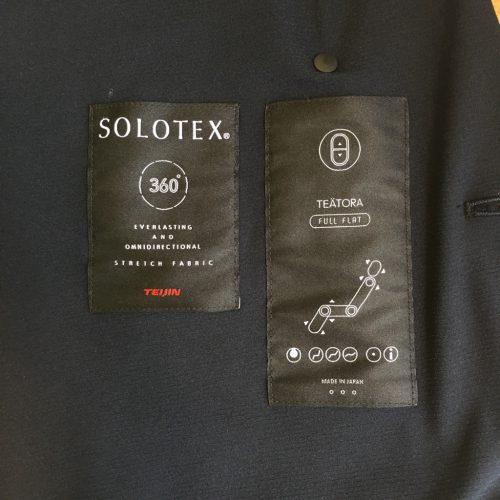 SOLOTEX®
360°
EVERLASTING
AND
OMNIDIRECTIONAL
STRETCH FABRIC
TEIJIN
TEÄTORA
FULL FLAT
MADE IN JAPAN